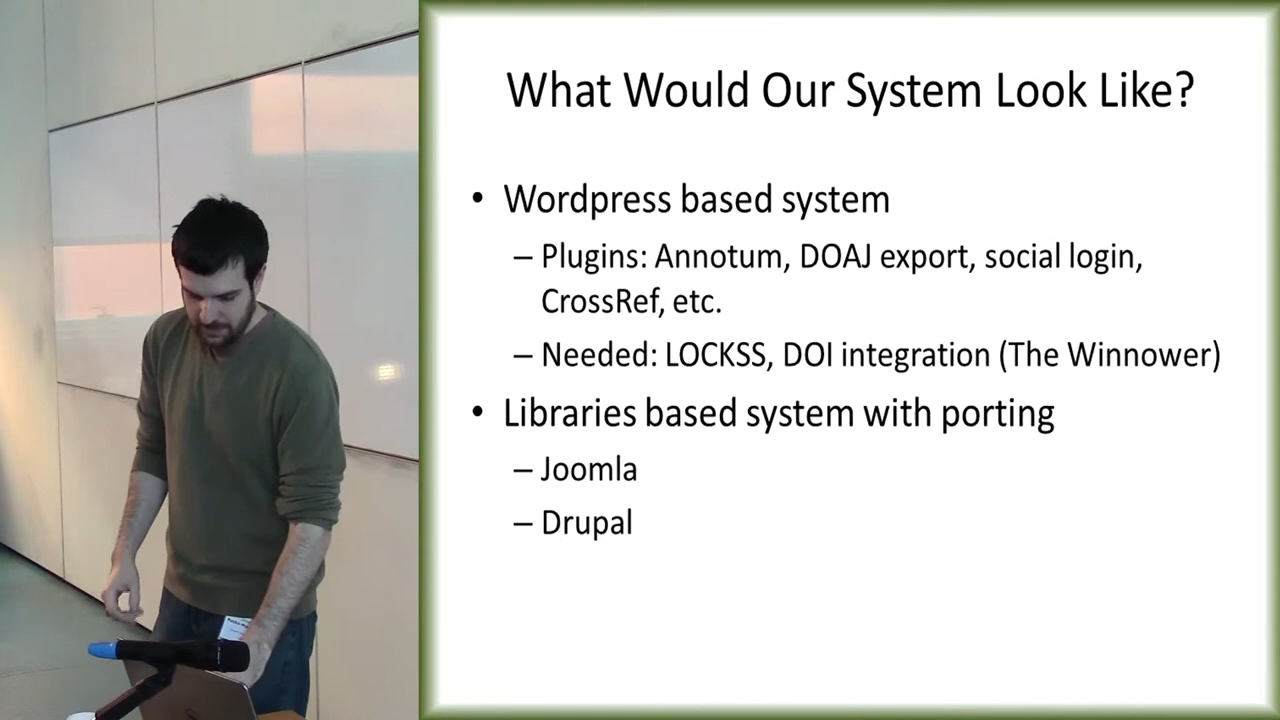 What Would Our System Look Like?
• Wordpress based system
– Plugins: Annotum, DOAJ export, social login,
CrossRef, etc.
– Needed: LOCKSS, DOI integration (The Winnower)
• Libraries based system with porting
– Joomla
– Drupal